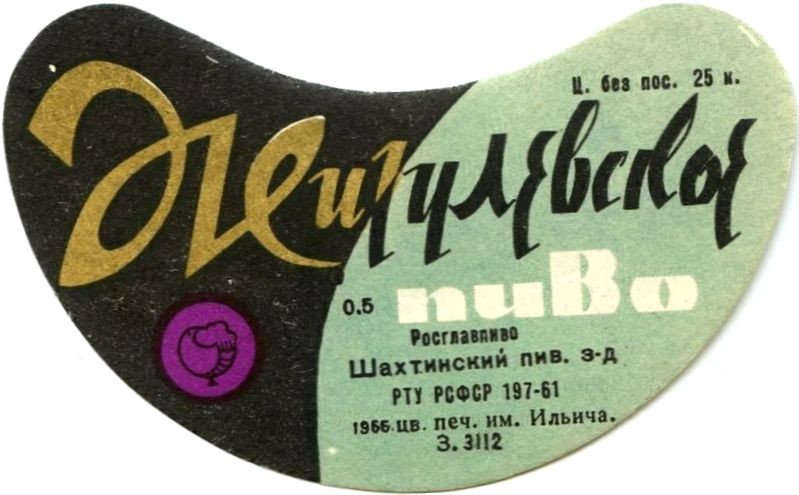 Ц. без пос. 25 к.
Жигулевское
пиво
0.5
Росглавпиво
Шахтинский пив. з-д
РТУ РСФСР 197-61
1966 цв. печ. им. Ильича.
З. 3112